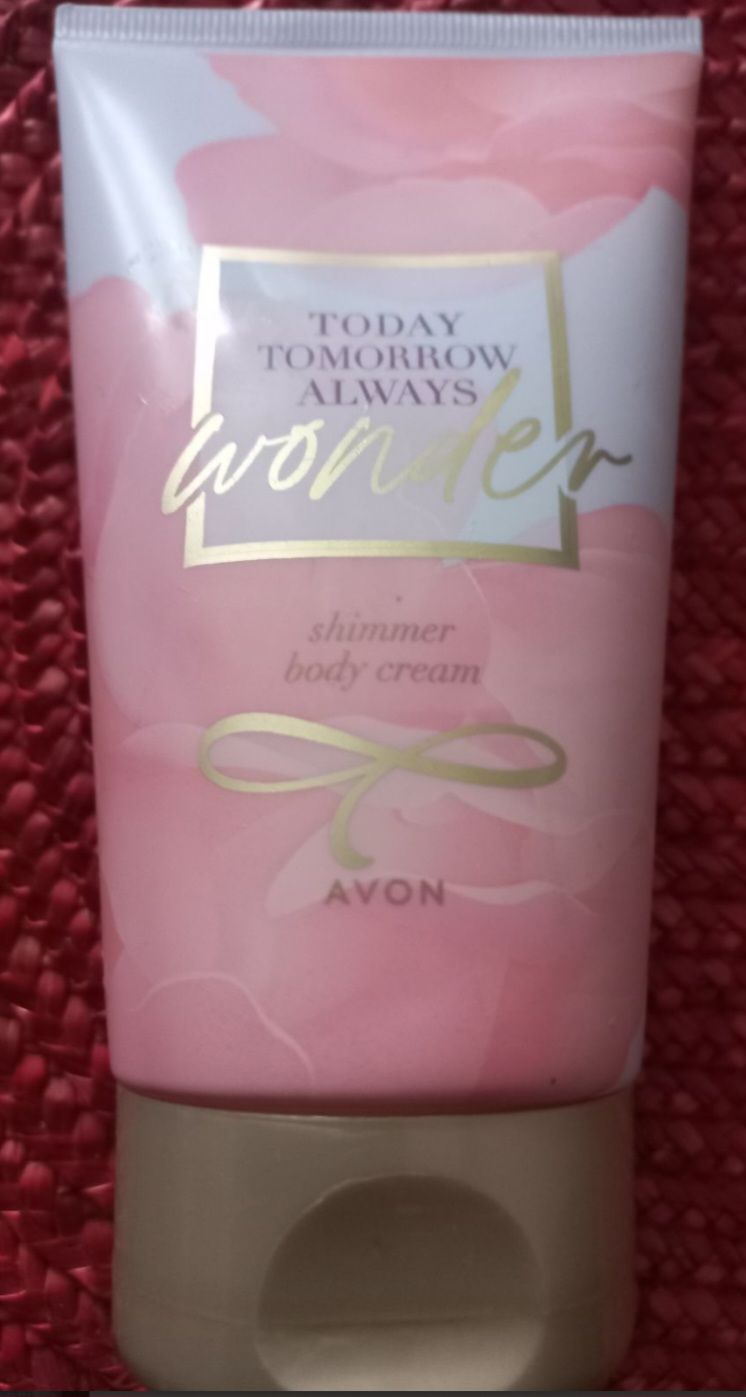 TODAY
TOMORROW
ALWAYS
wonder
shimmer
body cream
AVON